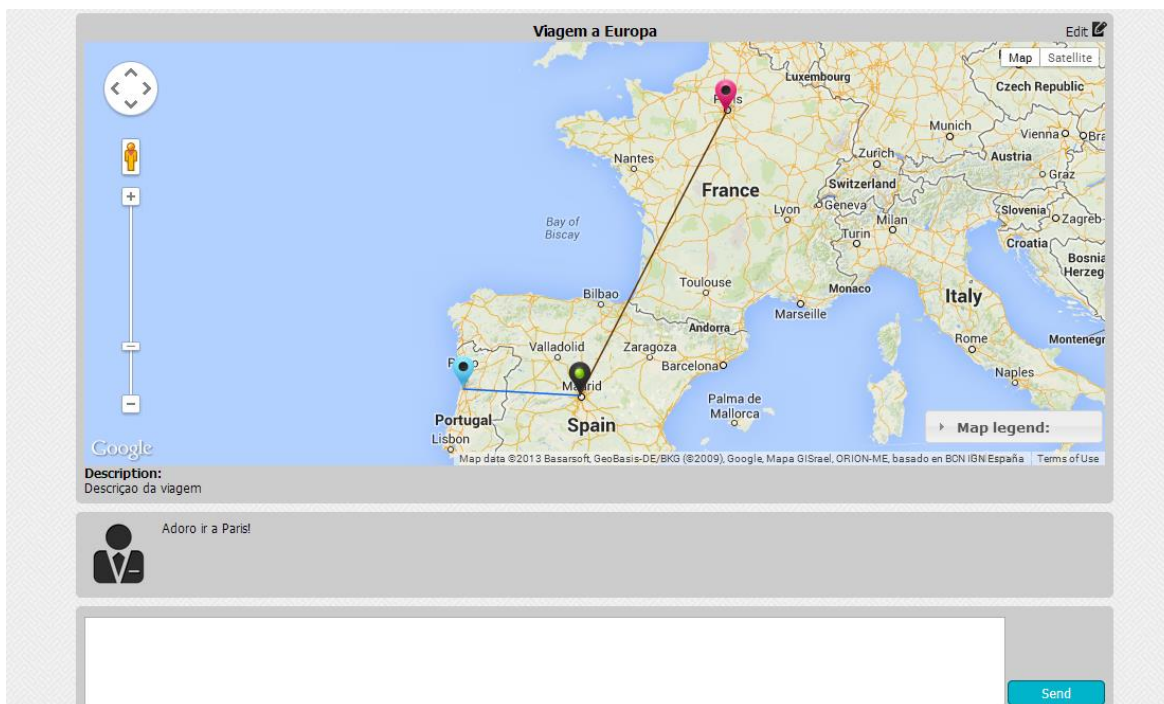 Viagem a Europa
Edit
Map Satellite
Luxembourg
Czech Republic
Munich
Vienna
Zurich
Austria
Nantes
Graz
France
Switzerland
Lyon
Geneva
Slovenia
Zagreb
Milan
Bay of
Biscay
Turin
Croatia
Bosnia
Herzeg
Toulouse
Monaco
Bilbao
Italy
Marseille
Andorra
Rome
Montenegr
Valladolid
Zaragoza
Barcelona
Naples
Madrid
Palma de
Mallorca
Portugal
Spain
Map legend:
Lisbon
Google
Map data ©2013 Basarsoft, GeoBasis-DE/BKG (©2009), Google, Mapa GISrael, ORION-ME, basado en BCN IGN España Terms of Use
Description:
Descriçao da viagem
Adoro ir a Paris!
Send